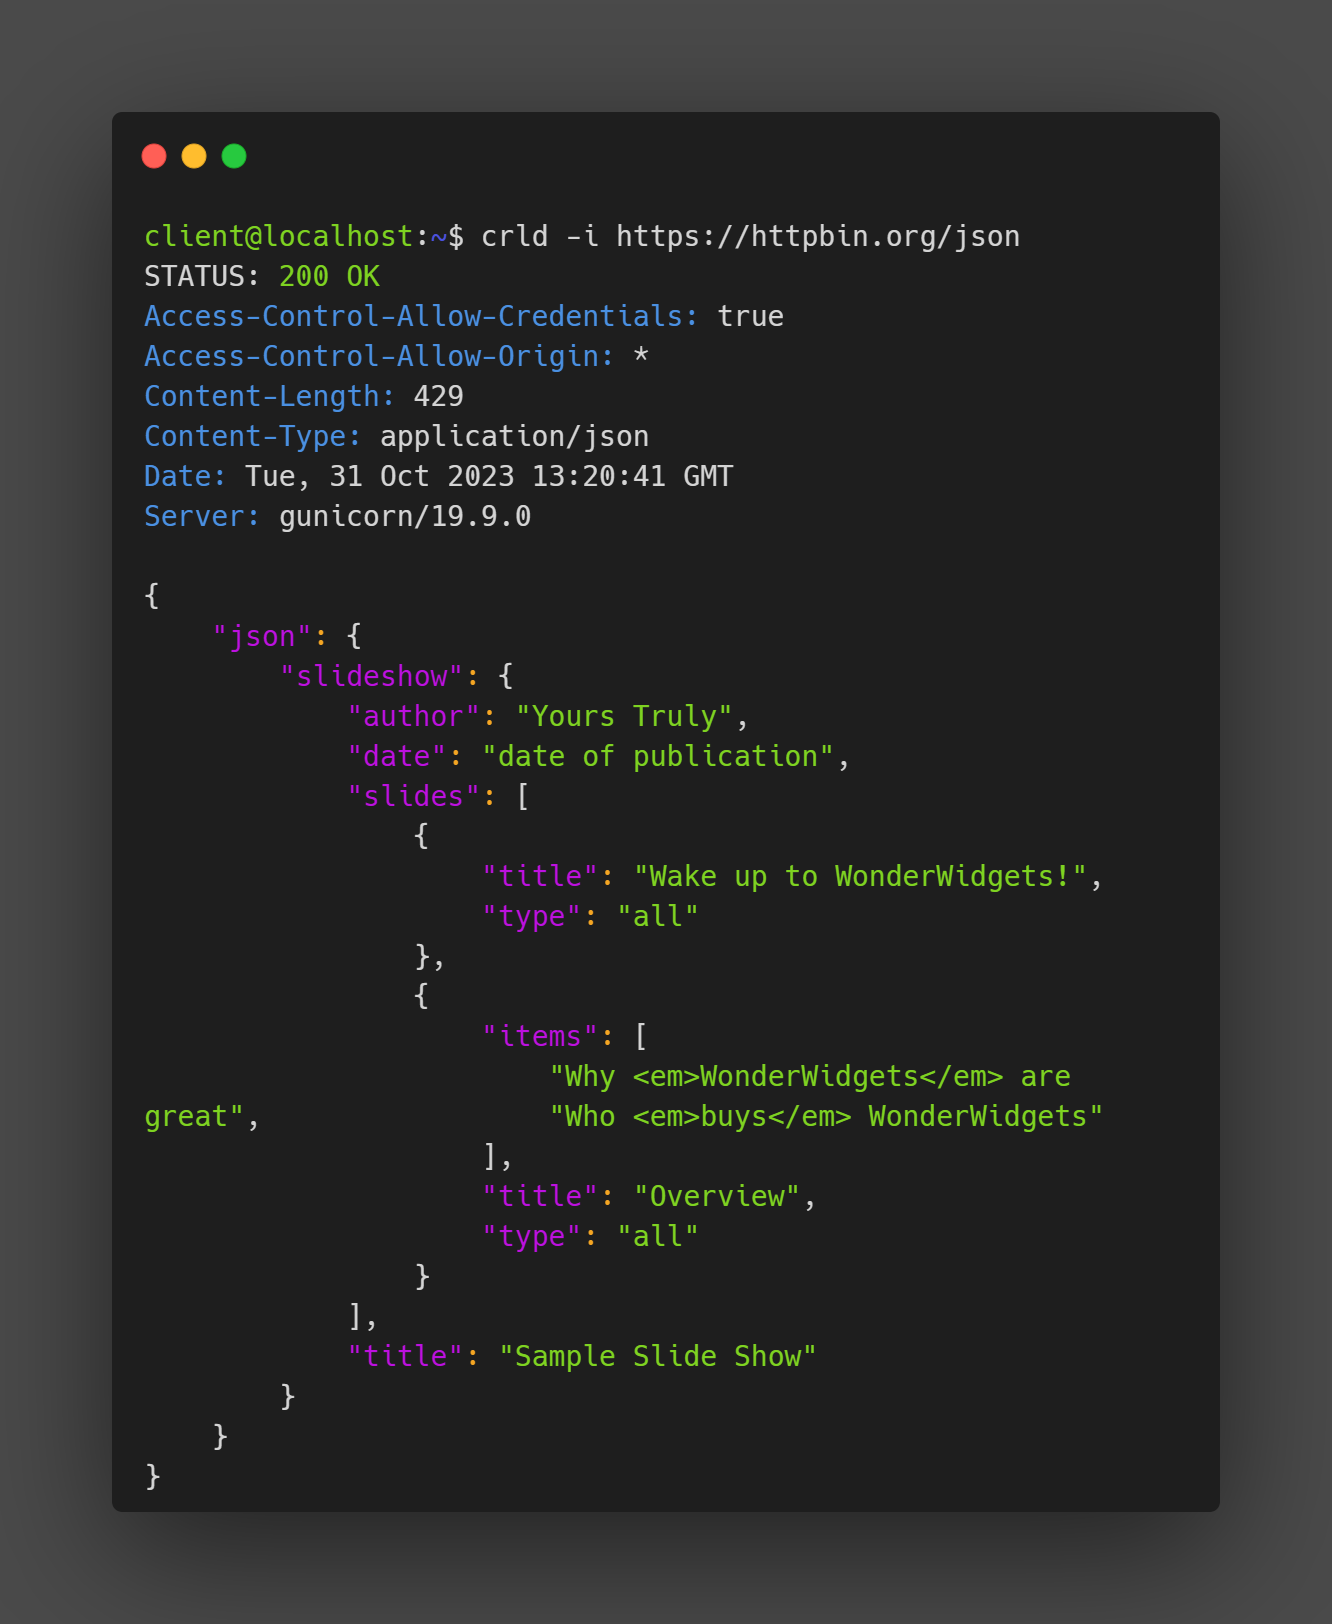 client@localhost:~$ crld -i https://httpbin.org/json
STATUS: 200 OK
Access-Control-Allow-Credentials: true
Access-Control-Allow-Origin: *
Content-Length: 429
Content-Type: application/json
Date: Tue, 31 Oct 2023 13:20:41 GMT
Server: gunicorn/19.9.0

{
    "json": {
        "slideshow": {
            "author": "Yours Truly",
            "date": "date of publication",
            "slides": [
                {
                    "title": "Wake up to WonderWidgets!",
                    "type": "all"
                },
                {
                    "items": [
                        "Why <em>WonderWidgets</em> are
great",                 "Who <em>buys</em> WonderWidgets"
                    ],
                    "title": "Overview",
                    "type": "all"
                }
            ],
            "title": "Sample Slide Show"
        }
    }
}